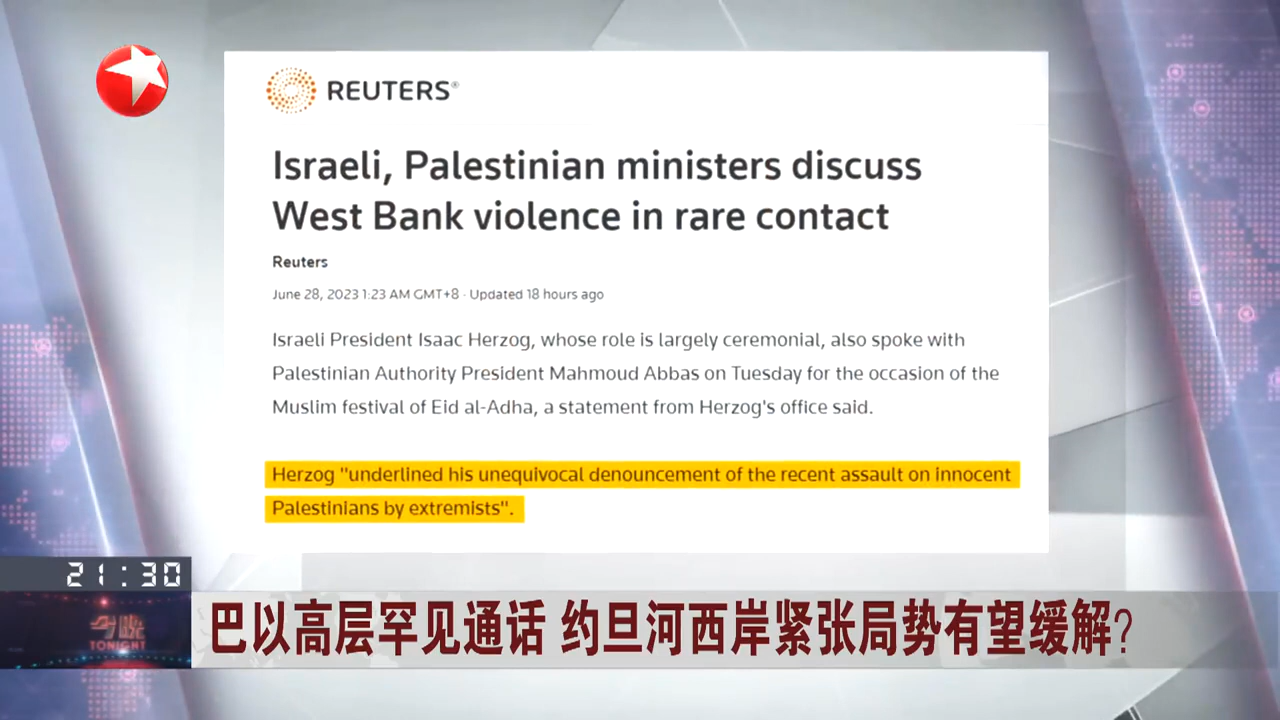 REUTERS®
Israeli, Palestinian ministers discuss
West Bank violence in rare contact
Reuters
June 28, 2023 1:23 AM GMT+8 · Updated 18 hours ago
Israeli President Isaac Herzog, whose role is largely ceremonial, also spoke with
Palestinian Authority President Mahmoud Abbas on Tuesday for the occasion of the
Muslim festival of Eid al-Adha, a statement from Herzog's office said.
Herzog "underlined his unequivocal denouncement of the recent assault on innocent
Palestinians by extremists".
21:30
今晚
TONIGHT
巴以高层罕见通话 约旦河西岸紧张局势有望缓解?